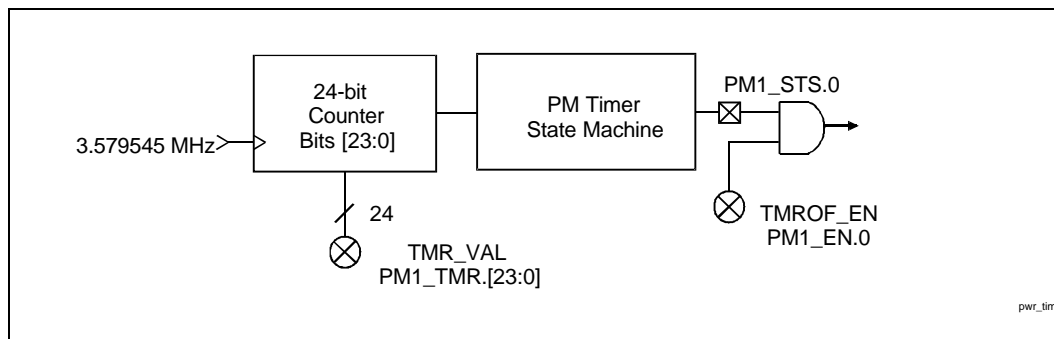 24-bit
Counter
Bits [23:0]
PM Timer
State Machine
PM1_STS.0
3.579545 MHz
24
TMR_VAL
PM1_TMR.[23:0]
TMROF_EN
PM1_EN.0
pwr_tim